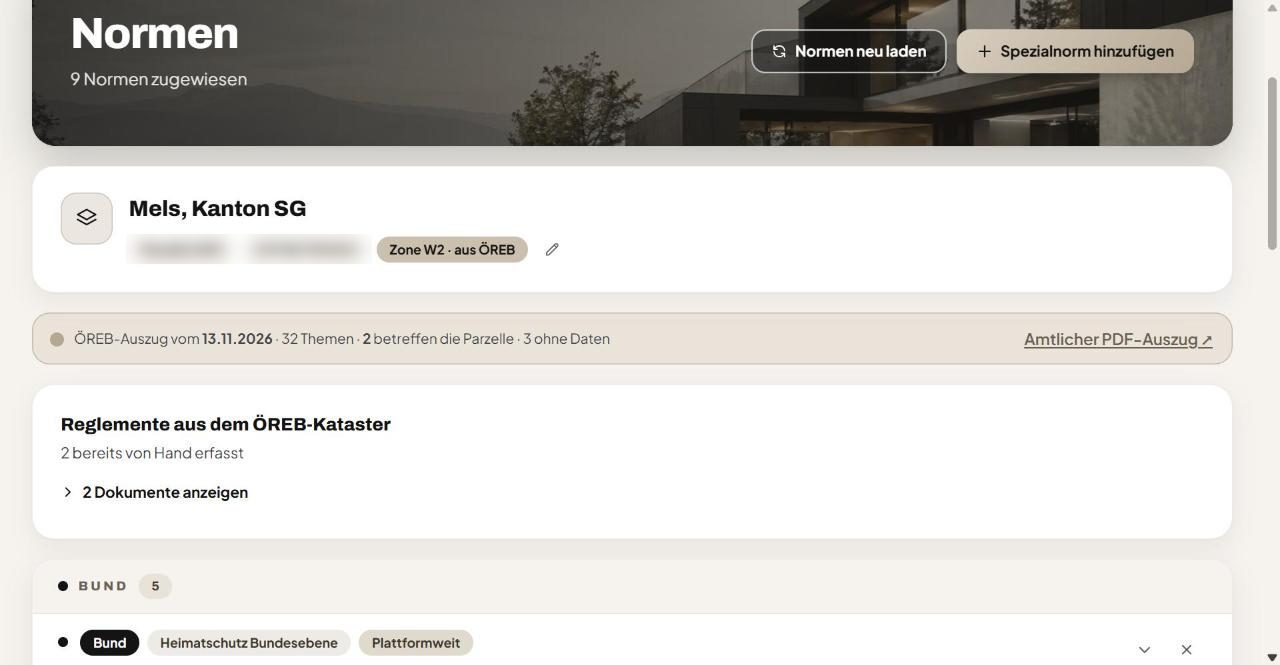 Normen
9 Normen zugewiesen
Normen neu laden
Spezialnorm hinzufügen
Mels, Kanton SG
Zone W2 · aus ÖREB
ÖREB-Auszug vom 13.11.2026 · 32 Themen · 2 betreffen die Parzelle · 3 ohne Daten
Amtlicher PDF-Auszug ↗
Reglemente aus dem ÖREB-Kataster
2 bereits von Hand erfasst
2 Dokumente anzeigen
BUND 5
Bund Heimatschutz Bundesebene Plattformweit